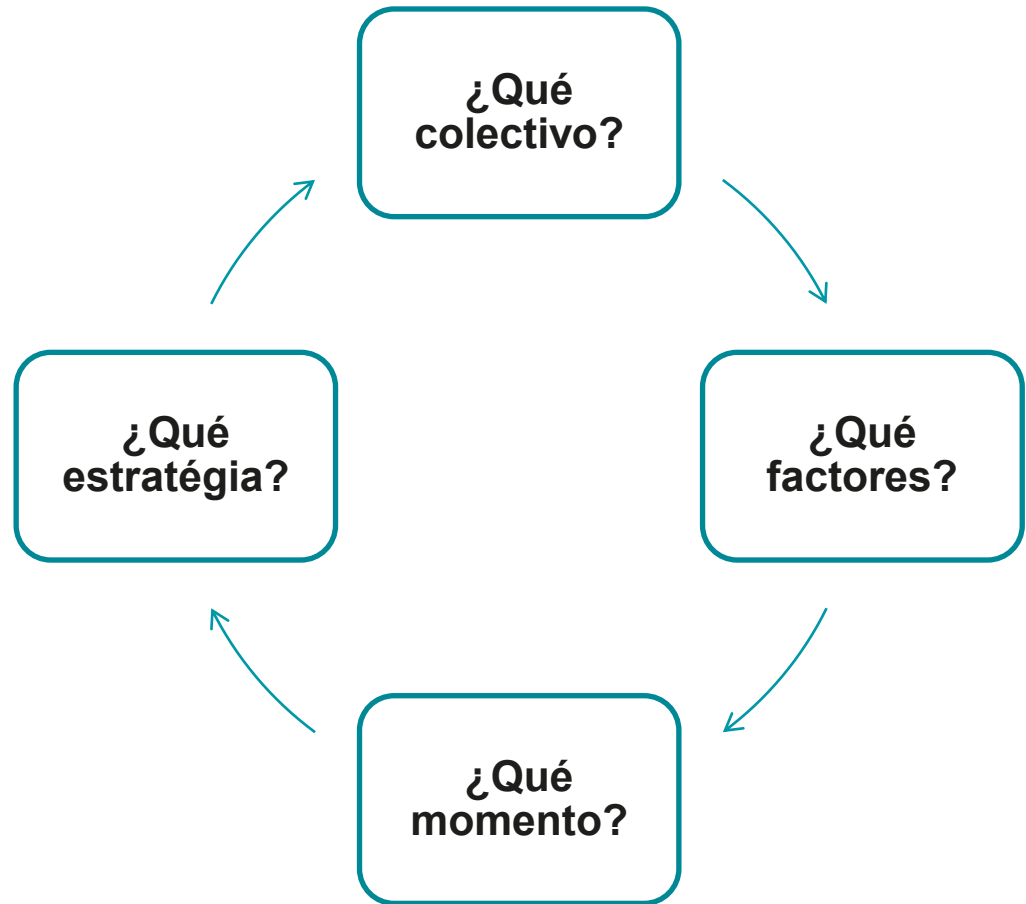 ¿Qué
colectivo?
¿Qué
factores?
¿Qué
momento?
¿Qué
estratégia?